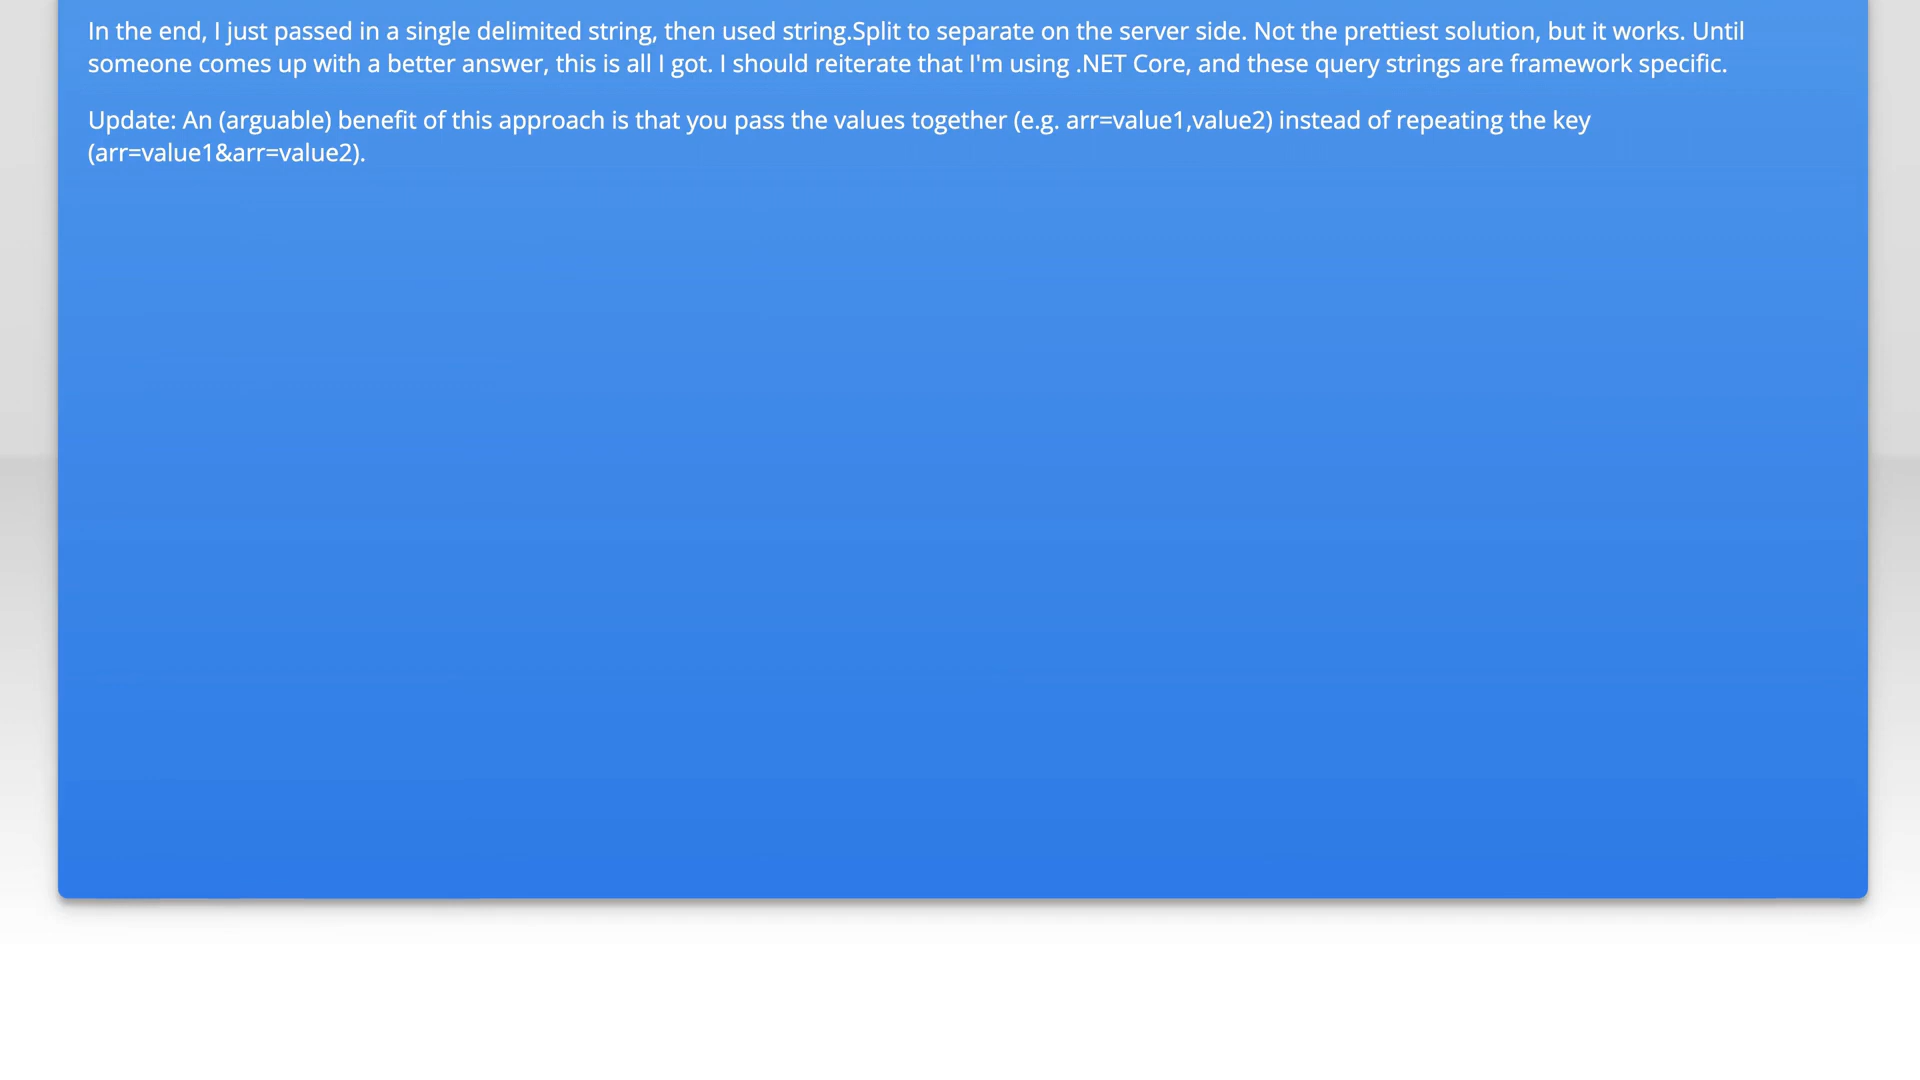 In the end, I just passed in a single delimited string, then used string.Split to separate on the server side. Not the prettiest solution, but it works. Until
someone comes up with a better answer, this is all I got. I should reiterate that I'm using .NET Core, and these query strings are framework specific.
Update: An (arguable) benefit of this approach is that you pass the values together (e.g. arr=value1,value2) instead of repeating the key
(arr=value1&arr=value2).